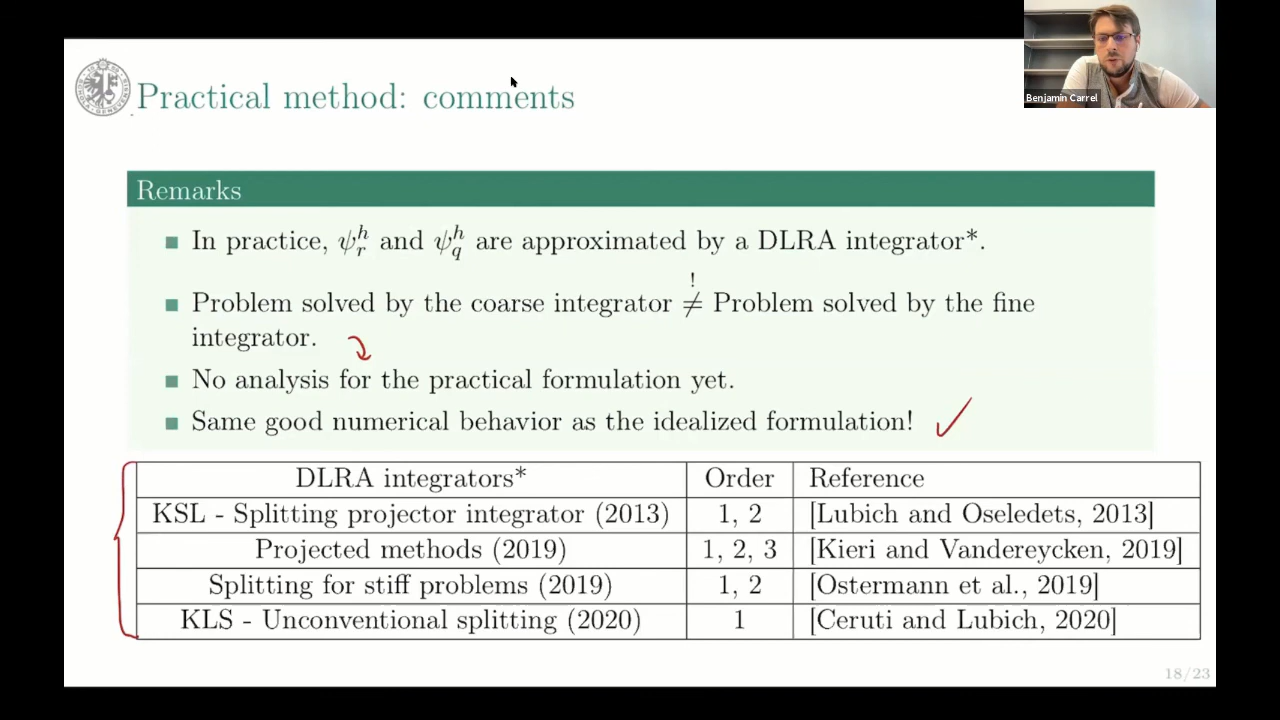 Benjamin Carrel
Practical method: comments
Remarks
In practice, ψ_r^h and ψ_q^h are approximated by a DLRA integrator*.
Problem solved by the coarse integrator ≠^! Problem solved by the fine
integrator.
No analysis for the practical formulation yet.
Same good numerical behavior as the idealized formulation!
DLRA integrators* Order Reference
KSL - Splitting projector integrator (2013) 1, 2 [Lubich and Oseledets, 2013]
Projected methods (2019) 1, 2, 3 [Kieri and Vandereycken, 2019]
Splitting for stiff problems (2019) 1, 2 [Ostermann et al., 2019]
KLS - Unconventional splitting (2020) 1 [Ceruti and Lubich, 2020]
18/23